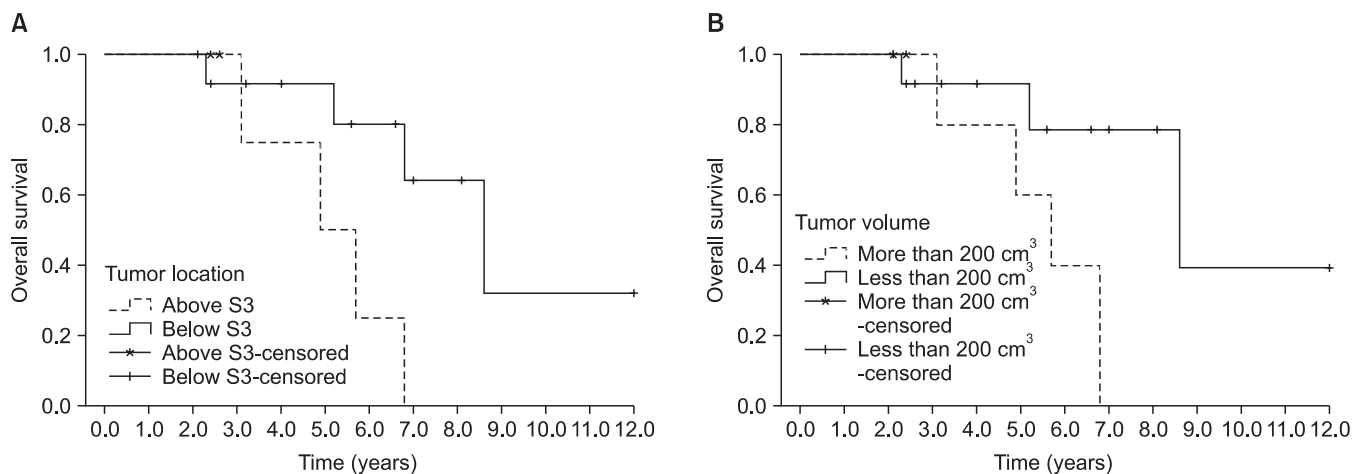 A
1.0
0.8
0.6
0.4
0.2
0.0
Overall survival
Tumor location
Above S3
Below S3
Above S3-censored
Below S3-censored
0.0 1.0 2.0 3.0 4.0 5.0 6.0 7.0 8.0 9.0 10.0 11.0 12.0
Time (years)
B
1.0
0.8
0.6
0.4
0.2
0.0
Overall survival
Tumor volume
More than 200 cm³
Less than 200 cm³
More than 200 cm³
-censored
Less than 200 cm³
-censored
0.0 1.0 2.0 3.0 4.0 5.0 6.0 7.0 8.0 9.0 10.0 11.0 12.0
Time (years)